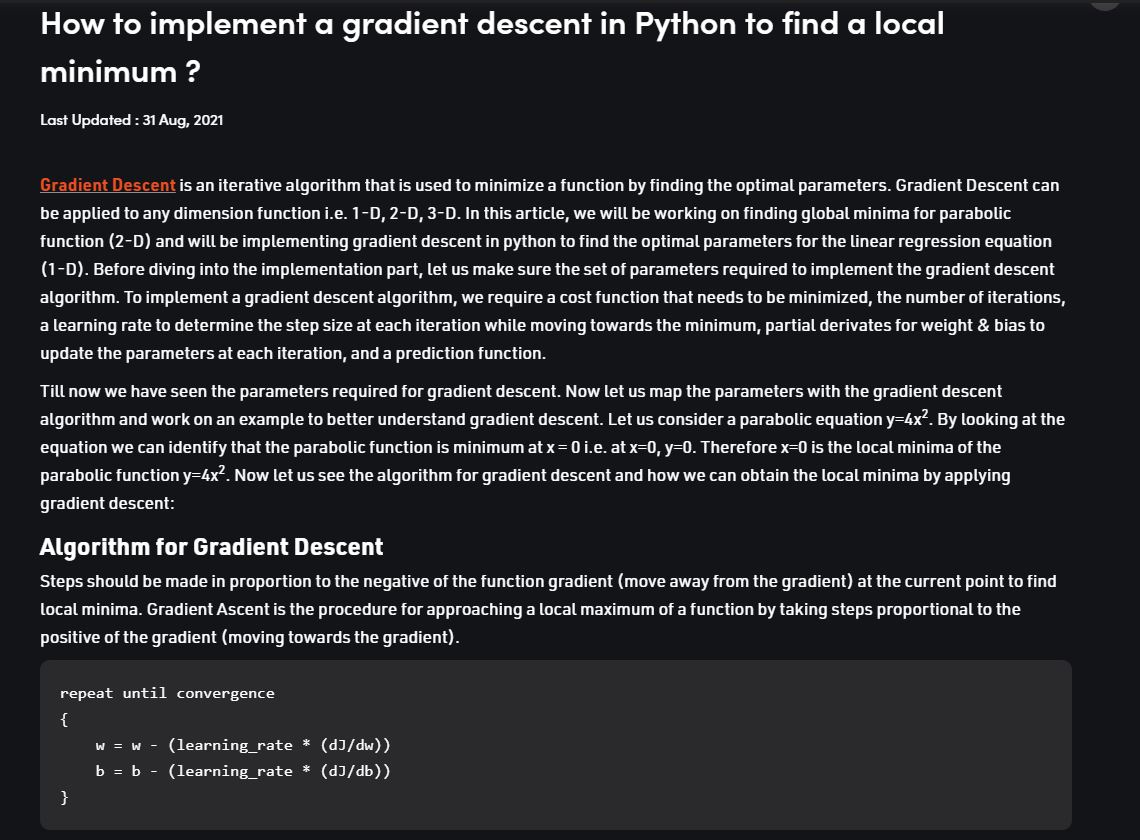 How to implement a gradient descent in Python to find a local
minimum ?
Last Updated : 31 Aug, 2021
Gradient Descent is an iterative algorithm that is used to minimize a function by finding the optimal parameters. Gradient Descent can
be applied to any dimension function i.e. 1-D, 2-D, 3-D. In this article, we will be working on finding global minima for parabolic
function (2-D) and will be implementing gradient descent in python to find the optimal parameters for the linear regression equation
(1-D). Before diving into the implementation part, let us make sure the set of parameters required to implement the gradient descent
algorithm. To implement a gradient descent algorithm, we require a cost function that needs to be minimized, the number of iterations,
a learning rate to determine the step size at each iteration while moving towards the minimum, partial derivates for weight & bias to
update the parameters at each iteration, and a prediction function.
Till now we have seen the parameters required for gradient descent. Now let us map the parameters with the gradient descent
algorithm and work on an example to better understand gradient descent. Let us consider a parabolic equation y=4x². By looking at the
equation we can identify that the parabolic function is minimum at x = 0 i.e. at x=0, y=0. Therefore x=0 is the local minima of the
parabolic function y=4x². Now let us see the algorithm for gradient descent and how we can obtain the local minima by applying
gradient descent:
Algorithm for Gradient Descent
Steps should be made in proportion to the negative of the function gradient (move away from the gradient) at the current point to find
local minima. Gradient Ascent is the procedure for approaching a local maximum of a function by taking steps proportional to the
positive of the gradient (moving towards the gradient).
repeat until convergence
{
    w = w - (learning_rate * (dJ/dw))
    b = b - (learning_rate * (dJ/db))
}